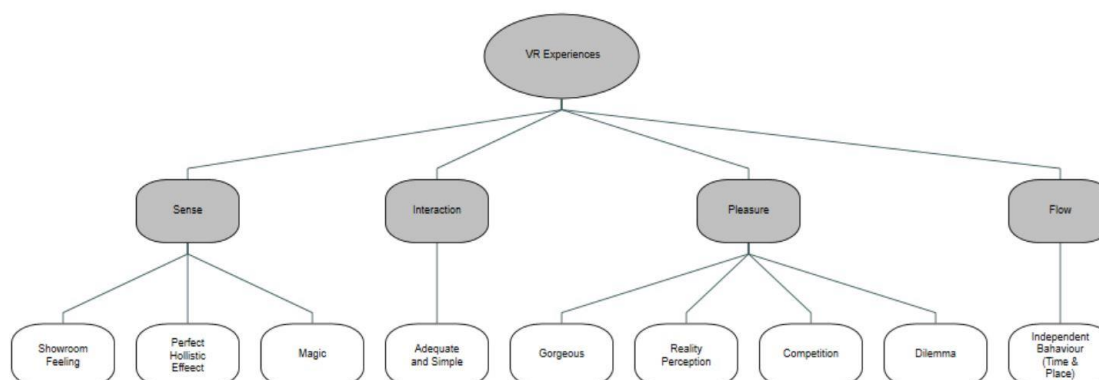 VR Experiences
Sense
Interaction
Pleasure
Flow
Showroom
Feeling
Perfect
Hollistic
Effeect
Magic
Adequate
and Simple
Gorgeous
Reality
Perception
Competition
Dilemma
Independent
Bahaviour
(Time &
Place)